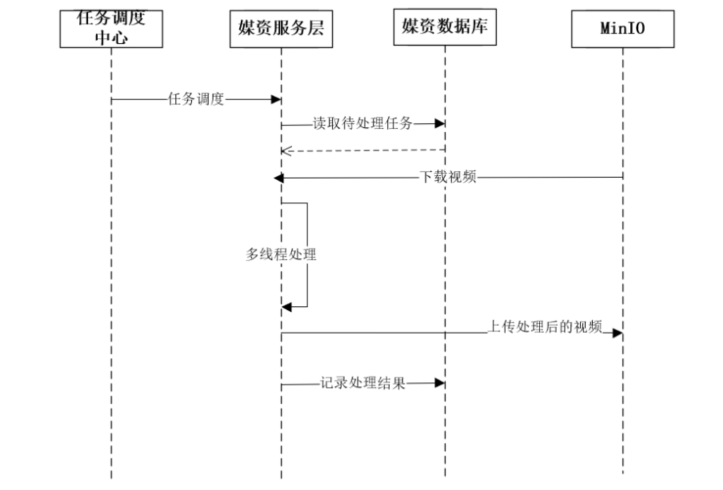 任务调度
中心
媒资服务层
媒资数据库
MinIO
任务调度
读取待处理任务
下载视频
多线程处理
上传处理后的视频
记录处理结果